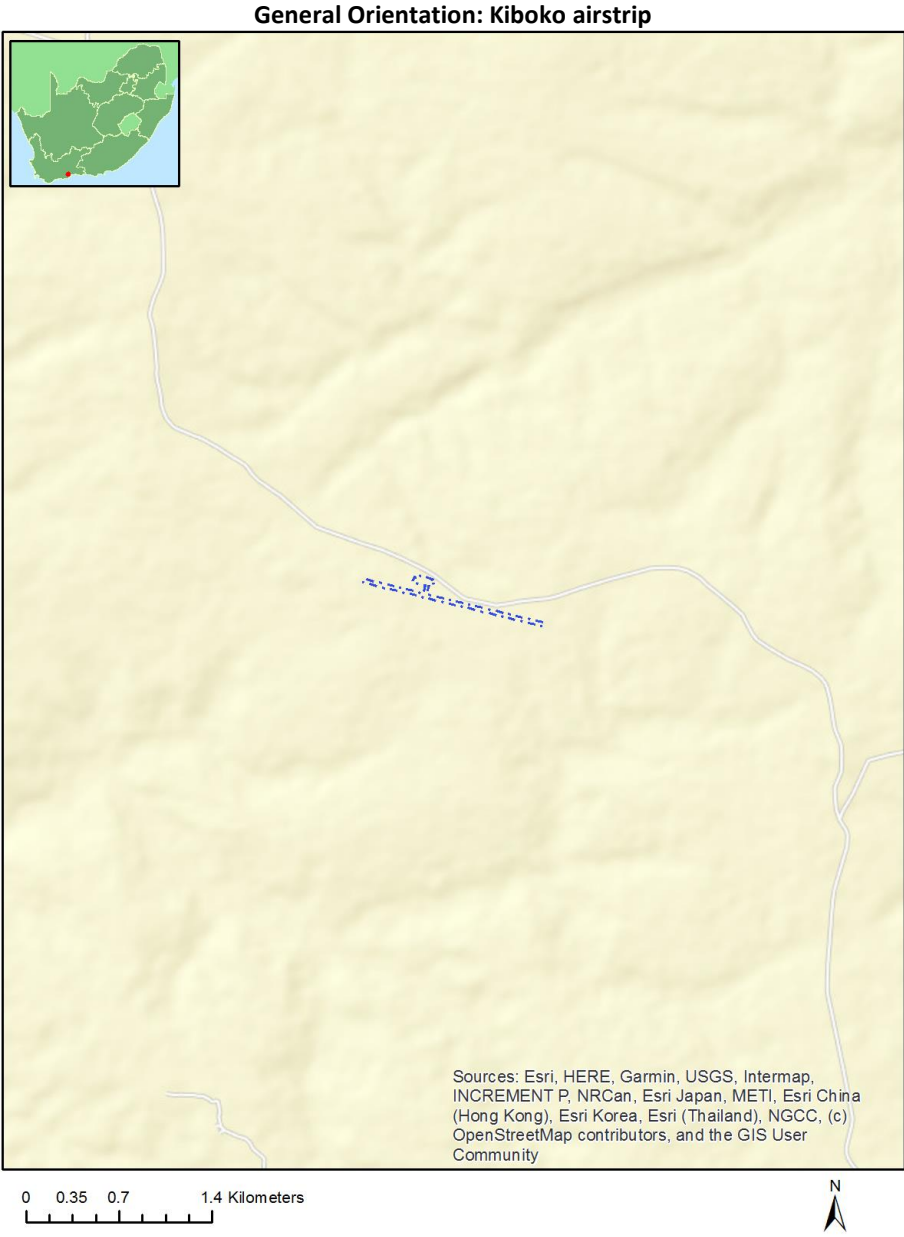 General Orientation: Kiboko airstrip
Sources: Esri, HERE, Garmin, USGS, Intermap,
INCREMENT P, NRCan, Esri Japan, METI, Esri China
(Hong Kong), Esri Korea, Esri (Thailand), NGCC, (c)
OpenStreetMap contributors, and the GIS User
Community
0 0.35 0.7 1.4 Kilometers
N